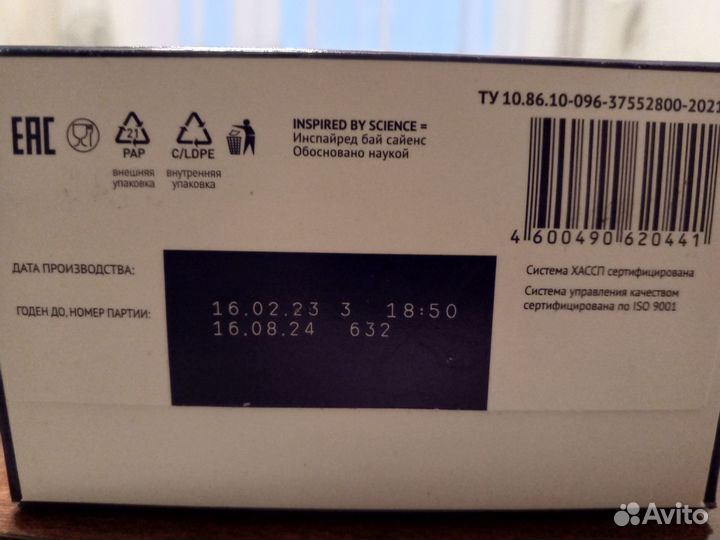 ТУ 10.86.10-096-37552800-2021
EAC
21
PAP
внешняя
упаковка
C/LDPE
внутренняя
упаковка
INSPIRED BY SCIENCE =
Инспайред бай сайенс
Обосновано наукой
4 600490 620441
ДАТА ПРОИЗВОДСТВА:
ГОДЕН ДО, НОМЕР ПАРТИИ:
16.02.23 3 18:50
16.08.24 632
Система ХАССП сертифицирована
Система управления качеством
сертифицирована по ISO 9001
Avito